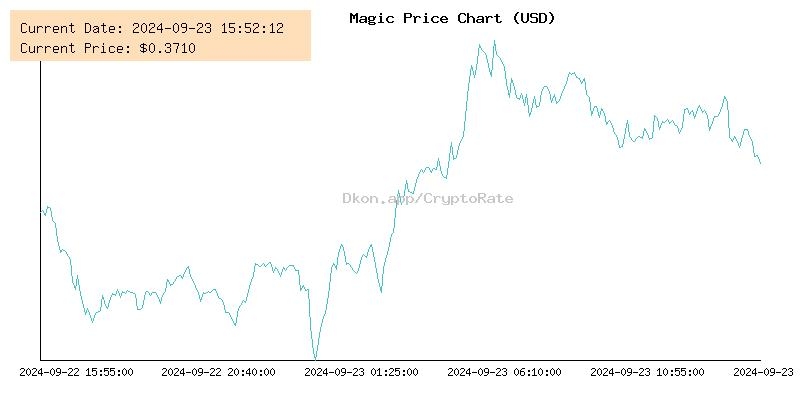 Magic Price Chart (USD)
Current Date: 2024-09-23 15:52:12
Current Price: $0.3710
Dkon.app/CryptoRate
2024-09-22 15:55:00 2024-09-22 20:40:00 2024-09-23 01:25:00 2024-09-23 06:10:00 2024-09-23 10:55:00 2024-09-23